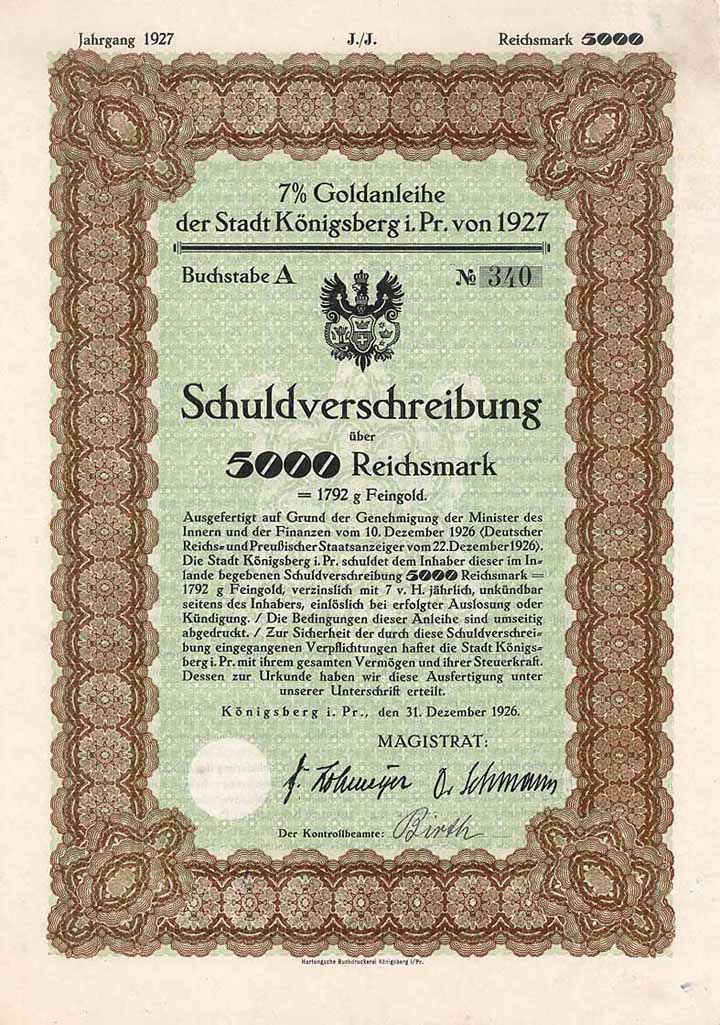 Jahrgang 1927 J./J. Reichsmark 5000
7% Goldanleihe
der Stadt Königsberg i. Pr. von 1927
Buchstabe A № 340
Schuldverschreibung
über
5000 Reichsmark
= 1792 g Feingold.
Ausgefertigt auf Grund der Genehmigung der Minister des
Innern und der Finanzen vom 10. Dezember 1926 (Deutscher
Reichs= und Preußischer Staatsanzeiger vom 22. Dezember 1926).
Die Stadt Königsberg i. Pr. schuldet dem Inhaber dieser im In=
lande begebenen Schuldverschreibung 5000 Reichsmark =
1792 g Feingold, verzinslich mit 7 v. H. jährlich, unkündbar
seitens des Inhabers, einlöslich bei erfolgter Auslosung oder
Kündigung. / Die Bedingungen dieser Anleihe sind umseitig
abgedruckt. / Zur Sicherheit der durch diese Schuldverschrei=
bung eingegangenen Verpflichtungen haftet die Stadt Königs=
berg i. Pr. mit ihrem gesamten Vermögen und ihrer Steuerkraft.
Dessen zur Urkunde haben wir diese Ausfertigung unter
unserer Unterschrift erteilt.
Königsberg i. Pr., den 31. Dezember 1926.
MAGISTRAT:
Lohmeyer
Der Kontrollbeamte: Birth
Hartungsche Buchdruckerei Königsberg i/Pr.